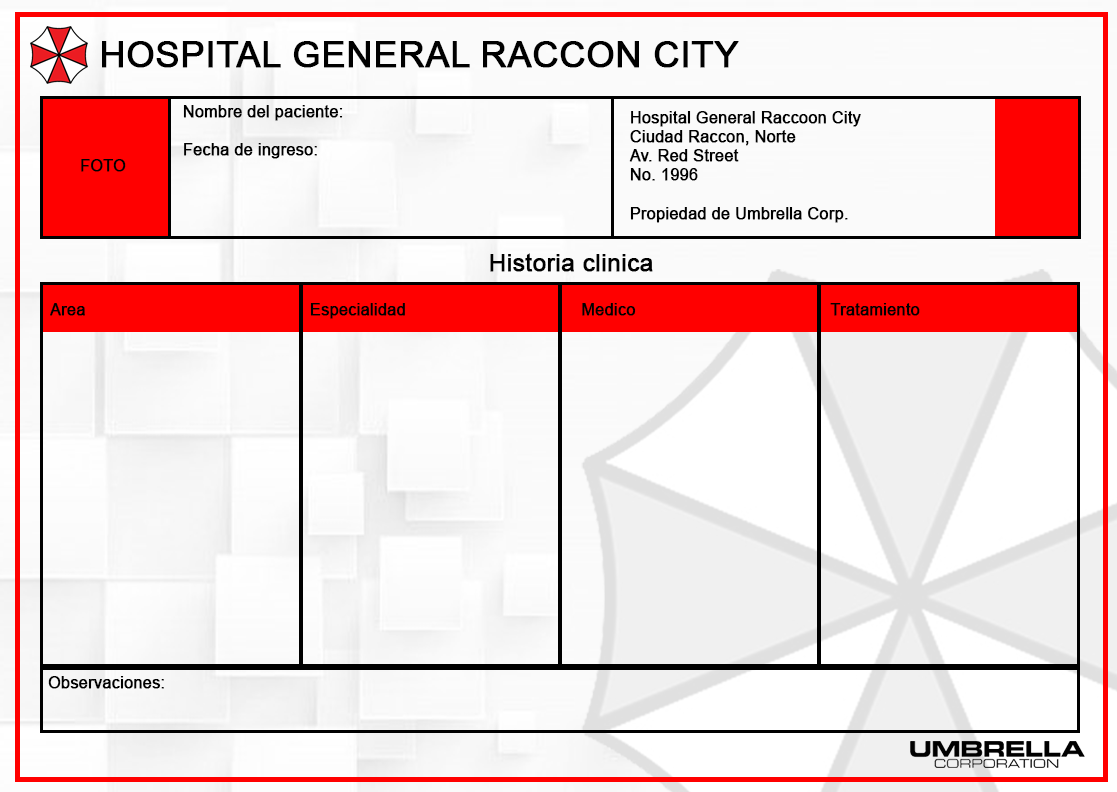 HOSPITAL GENERAL RACCON CITY
FOTO
Nombre del paciente:
Fecha de ingreso:
Hospital General Raccoon City
Ciudad Raccon, Norte
Av. Red Street
No. 1996
Propiedad de Umbrella Corp.
Historia clinica
Area
Especialidad
Medico
Tratamiento
Observaciones:
UMBRELLA
CORPORATION